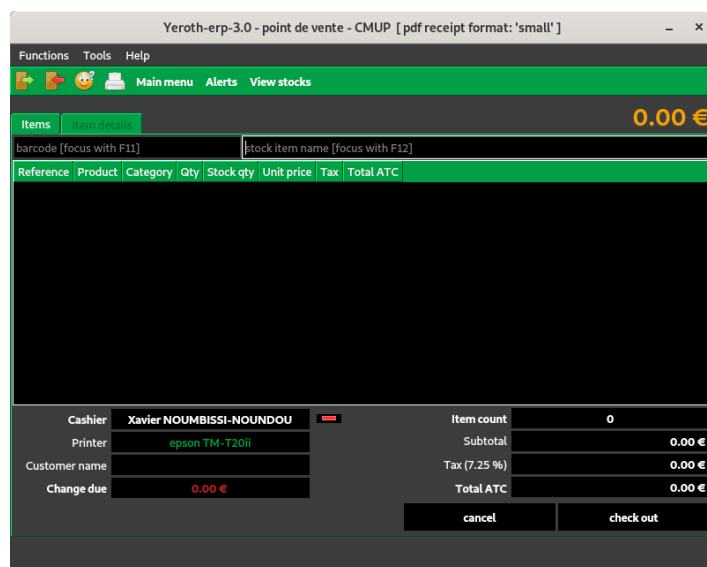 Yeroth-erp-3.0 - point de vente - CMUP [ pdf receipt format: 'small' ]
Functions Tools Help
Main menu Alerts View stocks
Items Item details 0.00 €
barcode [focus with F11] stock item name [focus with F12]
Reference Product Category Qty Stock qty Unit price Tax Total ATC
Cashier Xavier NOUMBISSI-NOUNDOU Item count 0
Printer epson TM-T20ii Subtotal 0.00 €
Customer name Tax (7.25 %) 0.00 €
Change due 0.00 € Total ATC 0.00 €
cancel check out